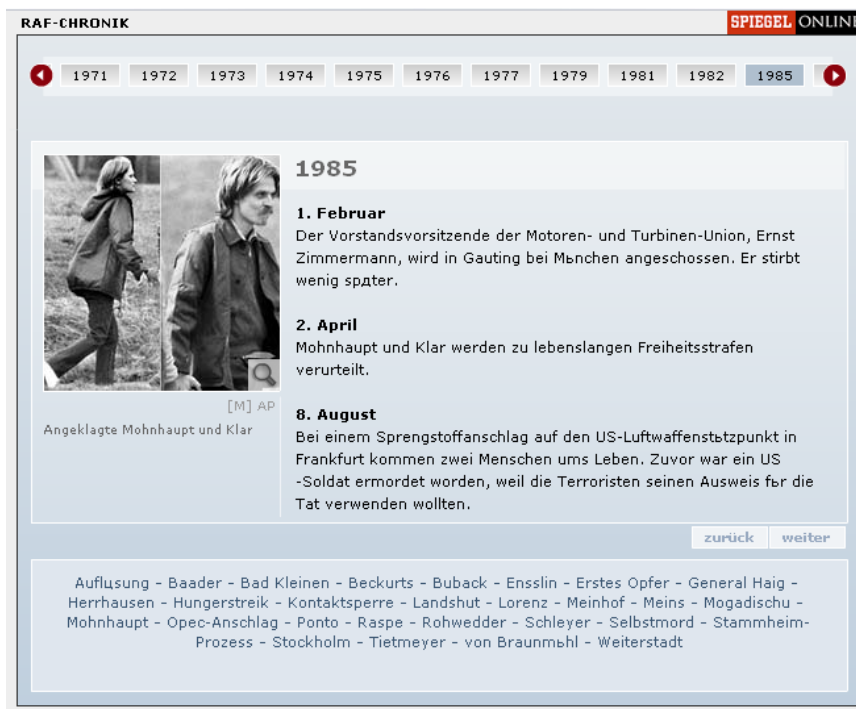 RAF-CHRONIK
SPIEGEL ONLINE
1971 1972 1973 1974 1975 1976 1977 1979 1981 1982 1985
1985
1. Februar
Der Vorstandsvorsitzende der Motoren- und Turbinen-Union, Ernst
Zimmermann, wird in Gauting bei Mьnchen angeschossen. Er stirbt
wenig spдter.
2. April
Mohnhaupt und Klar werden zu lebenslangen Freiheitsstrafen
verurteilt.
8. August
Bei einem Sprengstoffanschlag auf den US-Luftwaffenstьtzpunkt in
Frankfurt kommen zwei Menschen ums Leben. Zuvor war ein US
-Soldat ermordet worden, weil die Terroristen seinen Ausweis fьr die
Tat verwenden wollten.
[M] AP
Angeklagte Mohnhaupt und Klar
zurück weiter
Auflцsung - Baader - Bad Kleinen - Beckurts - Buback - Ensslin - Erstes Opfer - General Haig -
Herrhausen - Hungerstreik - Kontaktsperre - Landshut - Lorenz - Meinhof - Meins - Mogadischu -
Mohnhaupt - Opec-Anschlag - Ponto - Raspe - Rohwedder - Schleyer - Selbstmord - Stammheim-
Prozess - Stockholm - Tietmeyer - von Braunmьhl - Weiterstadt